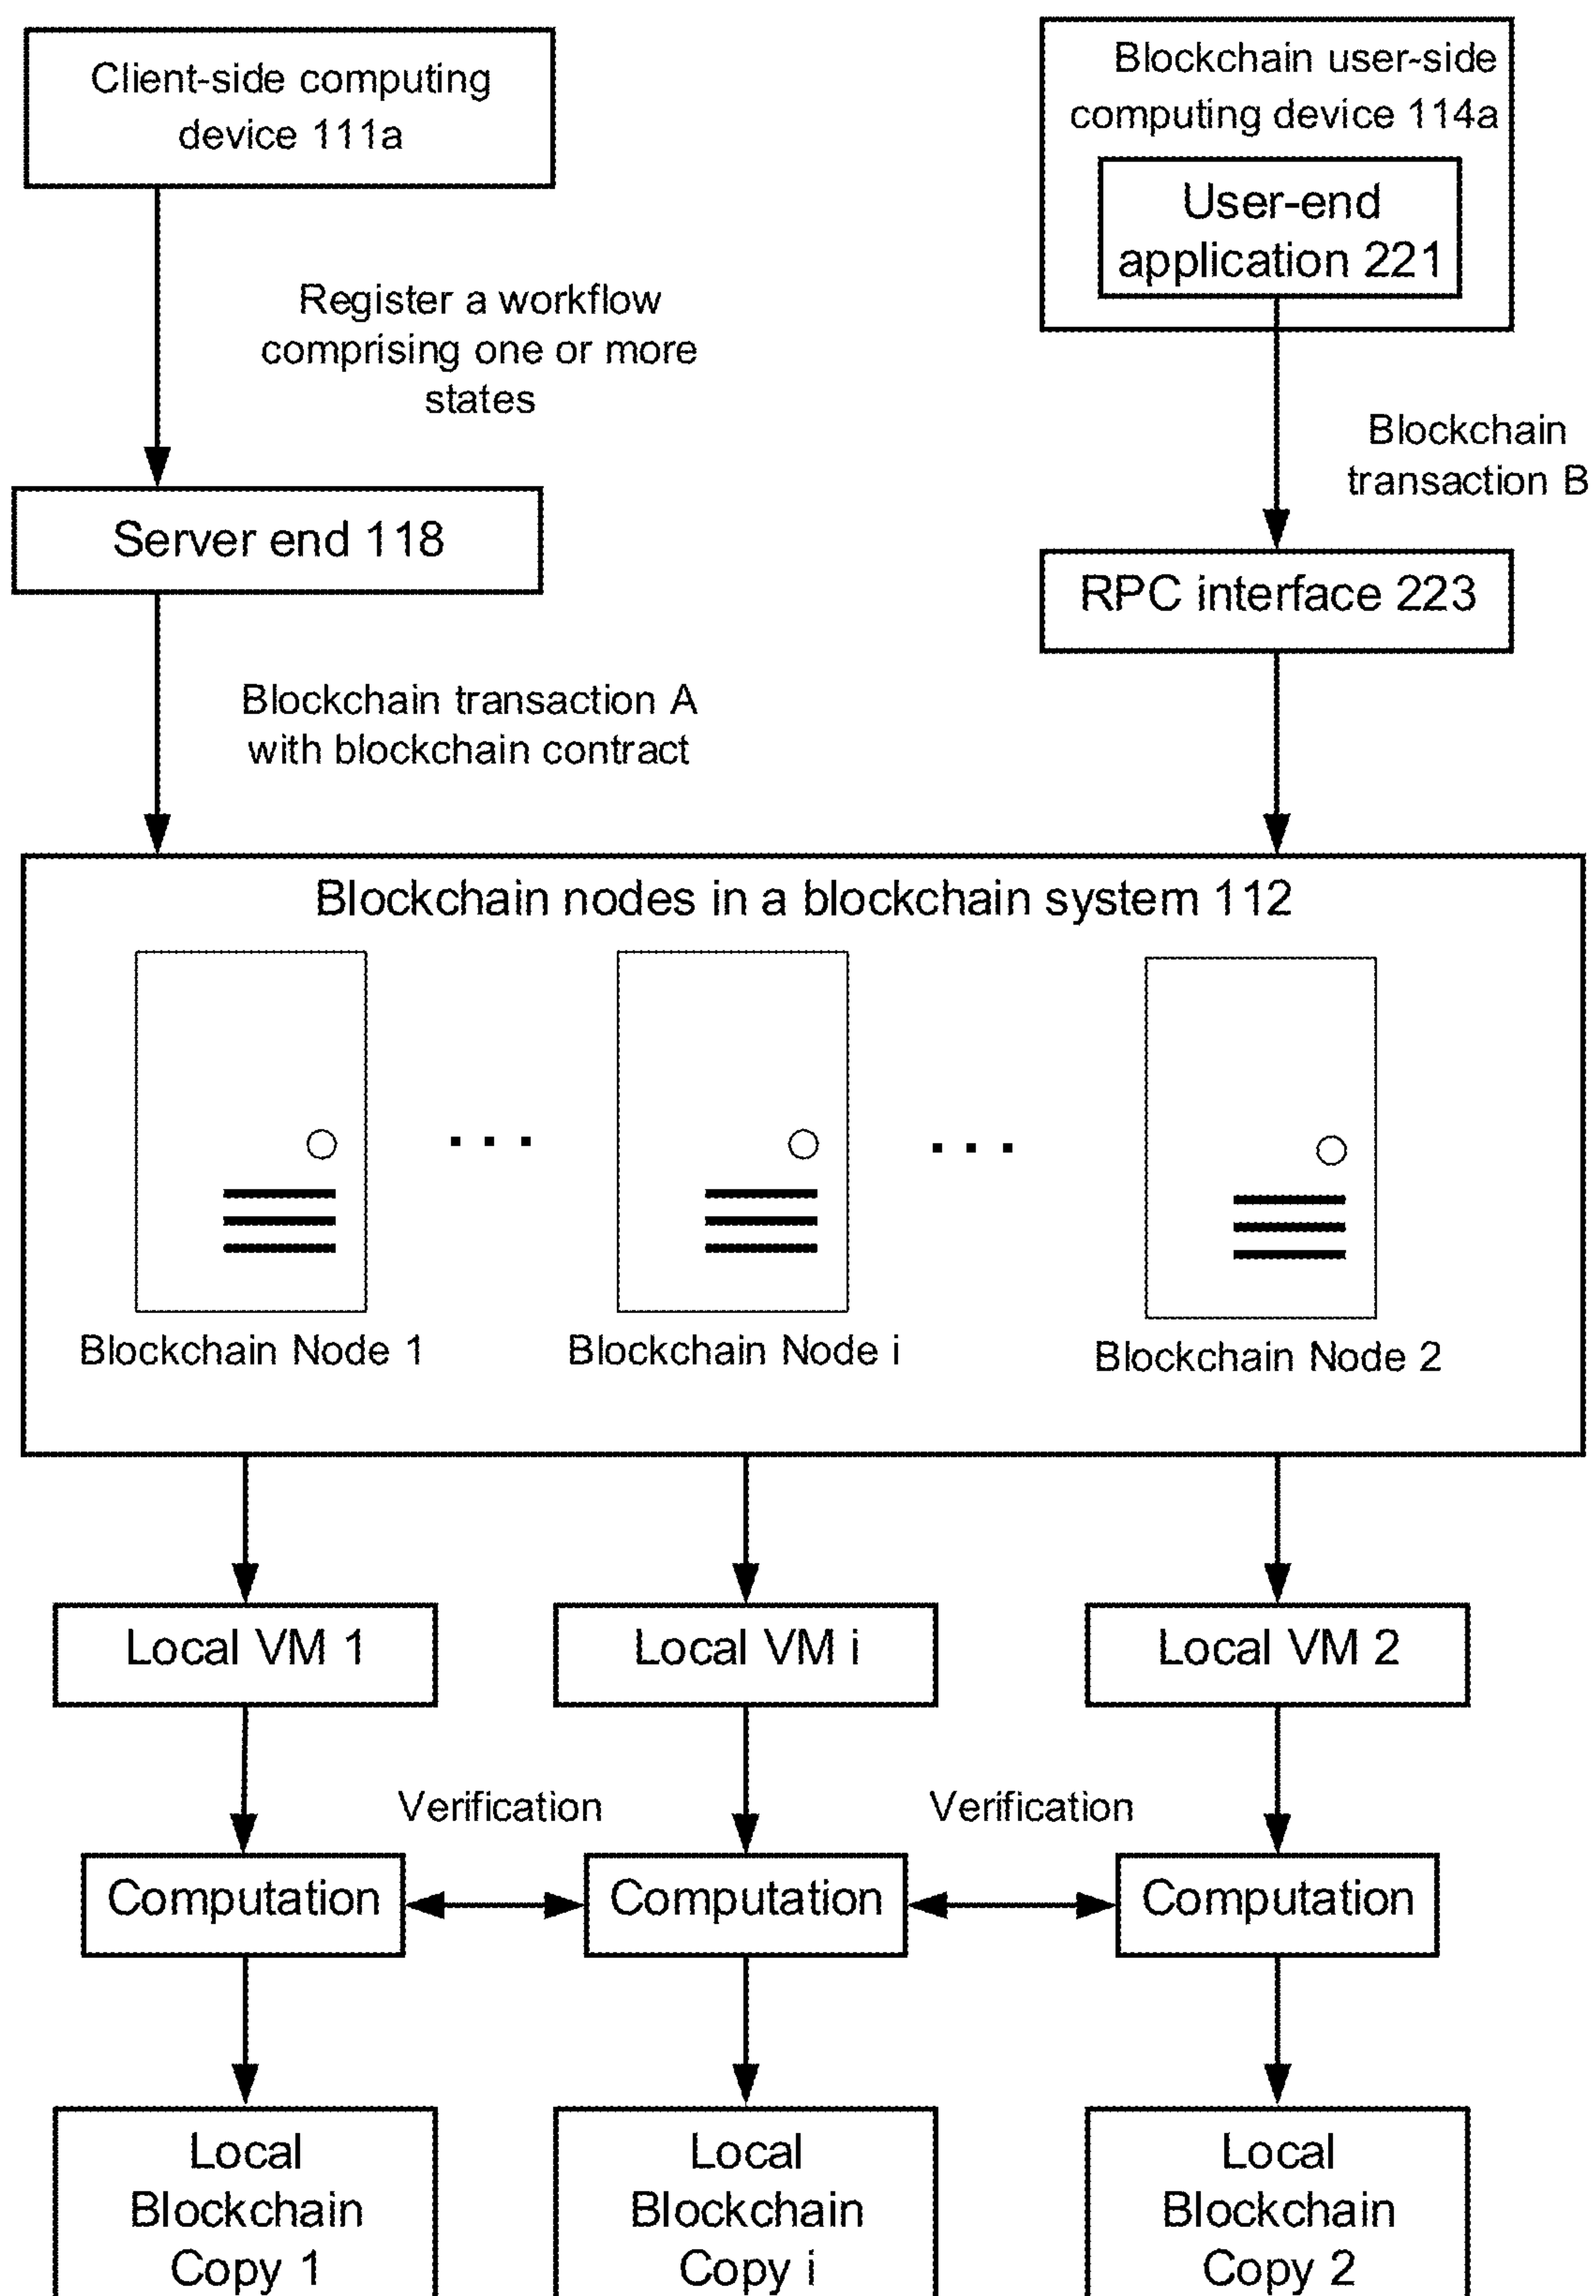 Client-side computing
device 111a
Blockchain user-side
computing device 114a
User-end
application 221
Register a workflow
comprising one or more
states
Blockchain
transaction B
Server end 118
RPC interface 223
Blockchain transaction A
with blockchain contract
Blockchain nodes in a blockchain system 112
. . .
. . .
Blockchain Node 1
Blockchain Node i
Blockchain Node 2
Local VM 1
Local VM i
Local VM 2
Verification
Verification
Computation
Computation
Computation
Local
Blockchain
Copy 1
Local
Blockchain
Copy i
Local
Blockchain
Copy 2